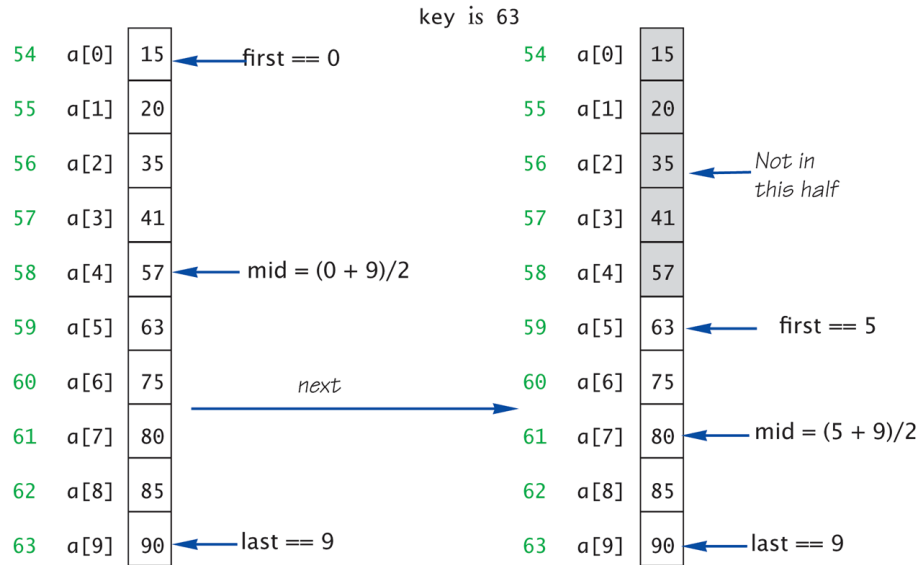 key is 63
54 a[0] 15 first == 0
55 a[1] 20
56 a[2] 35
57 a[3] 41
58 a[4] 57 mid = (0 + 9)/2
59 a[5] 63
60 a[6] 75
next
61 a[7] 80
62 a[8] 85
63 a[9] 90 last == 9
54 a[0] 15
55 a[1] 20
56 a[2] 35 Not in
this half
57 a[3] 41
58 a[4] 57
59 a[5] 63 first == 5
60 a[6] 75
61 a[7] 80 mid = (5 + 9)/2
62 a[8] 85
63 a[9] 90 last == 9